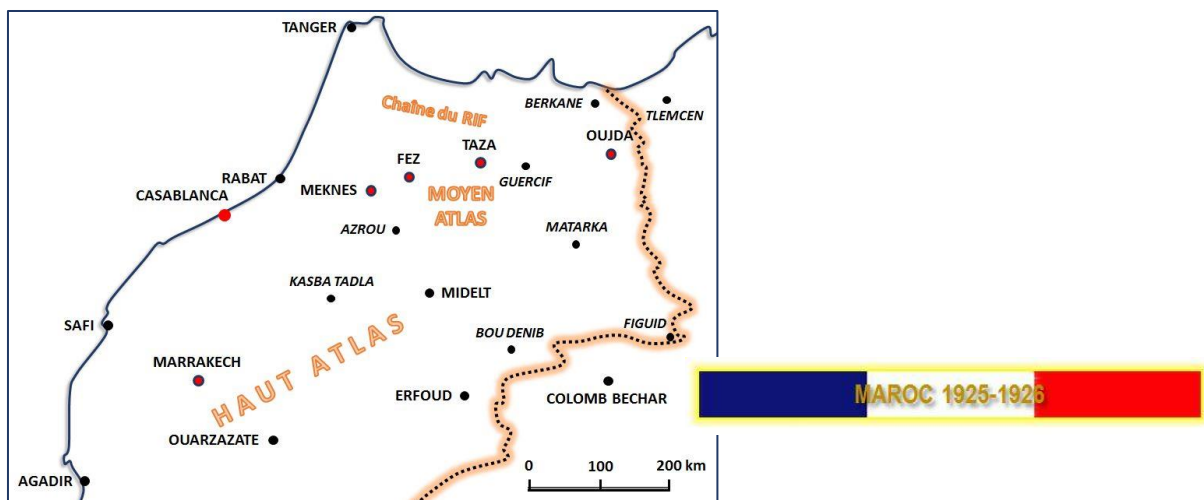 TANGER
Chaîne du RIF
BERKANE
TLEMCEN
OUJDA
TAZA
FEZ
GUERCIF
RABAT
MEKNES
CASABLANCA
MOYEN
ATLAS
AZROU
MATARKA
KASBA TADLA
MIDELT
SAFI
HAUT ATLAS
BOU DENIB
FIGUID
MARRAKECH
ERFOUD
COLOMB BECHAR
MAROC 1925-1926
OUARZAZATE
0 100 200 km
AGADIR